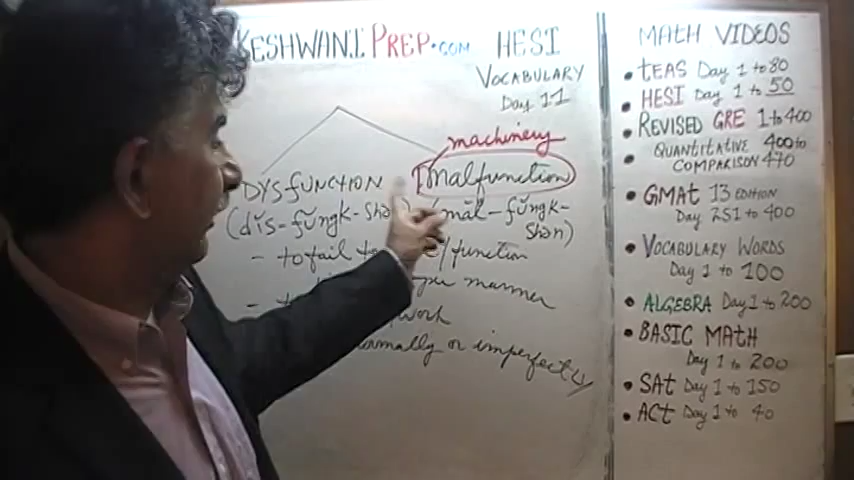 KESHWANI PREP.COM HESI
VOCABULARY
Day 11
machinery
DYSFUNCTION malfunction
(dĭs-fŭngk-shə măl-fŭngk-
shən)
- to fail to function
- manner
work
or imperfectly
MATH VIDEOS
• TEAS Day 1 to 80
• HESI Day 1 to 50
• REVISED GRE 1 to 400
• QUANTITATIVE 400 to
COMPARISON 470
• GMAT 13 EDITION
Day 251 to 400
• VOCABULARY WORDS
Day 1 to 100
• ALGEBRA Day 1 to 200
• BASIC MATH
Day 1 to 200
• SAt Day 1 to 150
• ACT Day 1 to 40